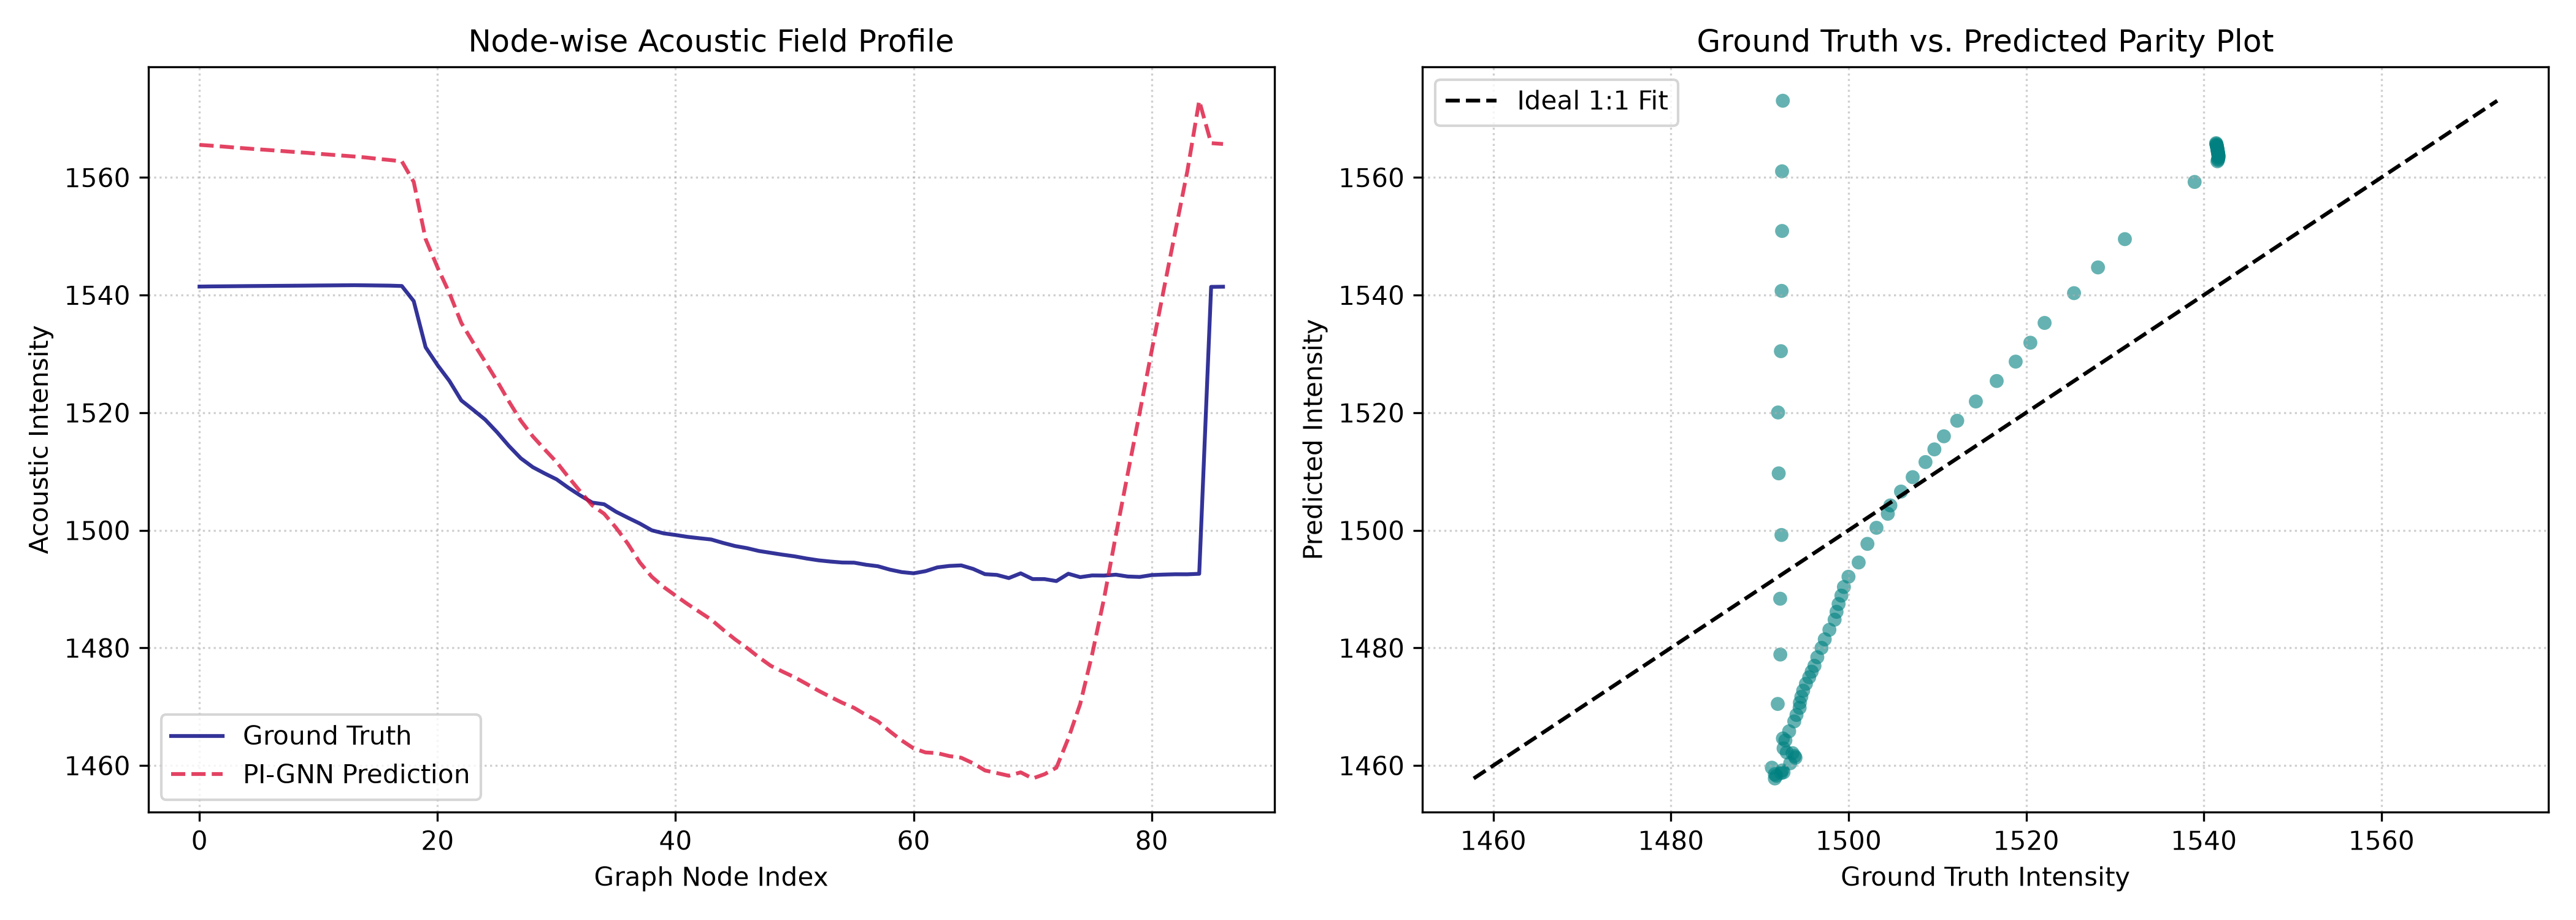 Node-wise Acoustic Field Profile
Acoustic Intensity
1560
1540
1520
1500
1480
1460
Ground Truth
PI-GNN Prediction
0 20 40 60 80
Graph Node Index
Ground Truth vs. Predicted Parity Plot
Predicted Intensity
Ideal 1:1 Fit
1560
1540
1520
1500
1480
1460
1460 1480 1500 1520 1540 1560
Ground Truth Intensity